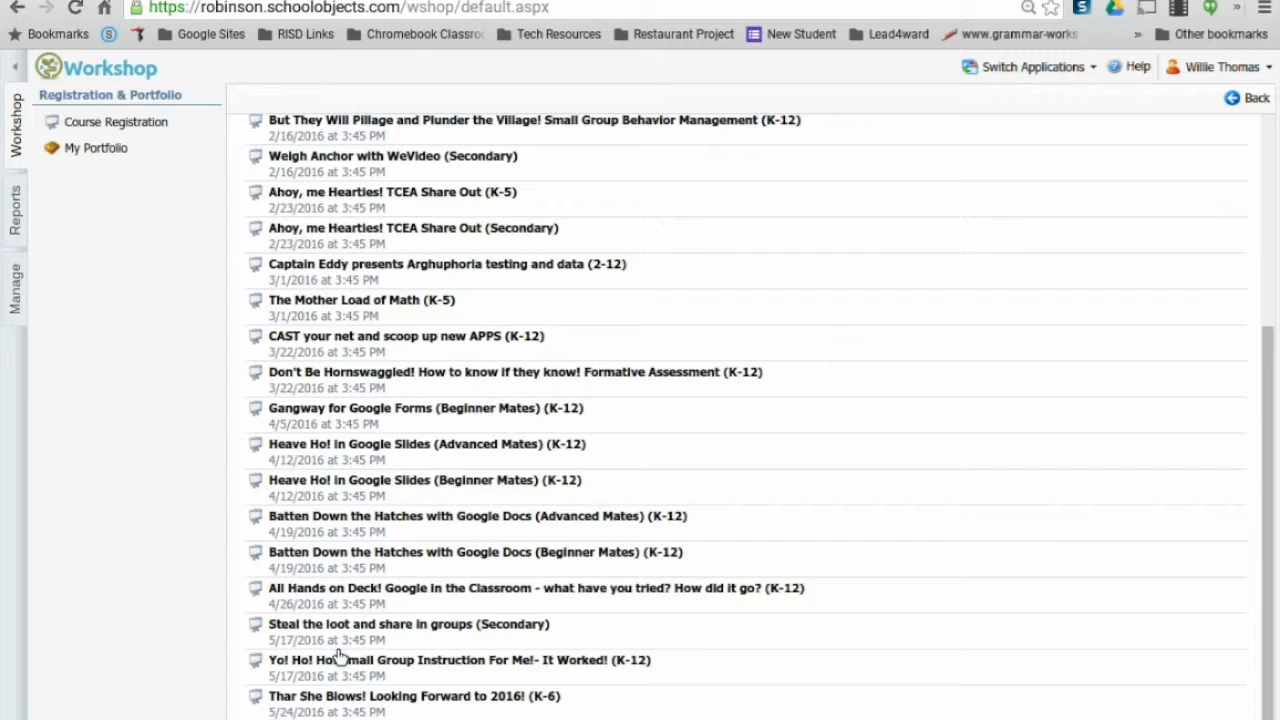 https://robinson.schoolobjects.com/wshop/default.aspx
Bookmarks Google Sites RISD Links Chromebook Classro Tech Resources Restaurant Project New Student Lead4ward www.grammar-works » Other bookmarks
Workshop
Switch Applications Help Willie Thomas
Registration & Portfolio
Back
Course Registration
My Portfolio
Workshop
Reports
Manage
But They Will Pillage and Plunder the Village! Small Group Behavior Management (K-12)
2/16/2016 at 3:45 PM
Weigh Anchor with WeVideo (Secondary)
2/16/2016 at 3:45 PM
Ahoy, me Hearties! TCEA Share Out (K-5)
2/23/2016 at 3:45 PM
Ahoy, me Hearties! TCEA Share Out (Secondary)
2/23/2016 at 3:45 PM
Captain Eddy presents Arghuphoria testing and data (2-12)
3/1/2016 at 3:45 PM
The Mother Load of Math (K-5)
3/1/2016 at 3:45 PM
CAST your net and scoop up new APPS (K-12)
3/22/2016 at 3:45 PM
Don't Be Hornswaggled! How to know if they know! Formative Assessment (K-12)
3/22/2016 at 3:45 PM
Gangway for Google Forms (Beginner Mates) (K-12)
4/5/2016 at 3:45 PM
Heave Ho! in Google Slides (Advanced Mates) (K-12)
4/12/2016 at 3:45 PM
Heave Ho! in Google Slides (Beginner Mates) (K-12)
4/12/2016 at 3:45 PM
Batten Down the Hatches with Google Docs (Advanced Mates) (K-12)
4/19/2016 at 3:45 PM
Batten Down the Hatches with Google Docs (Beginner Mates) (K-12)
4/19/2016 at 3:45 PM
All Hands on Deck! Google in the Classroom - what have you tried? How did it go? (K-12)
4/26/2016 at 3:45 PM
Steal the loot and share in groups (Secondary)
5/17/2016 at 3:45 PM
Yo! Ho! Ho! Small Group Instruction For Me!- It Worked! (K-12)
5/17/2016 at 3:45 PM
Thar She Blows! Looking Forward to 2016! (K-6)
5/24/2016 at 3:45 PM